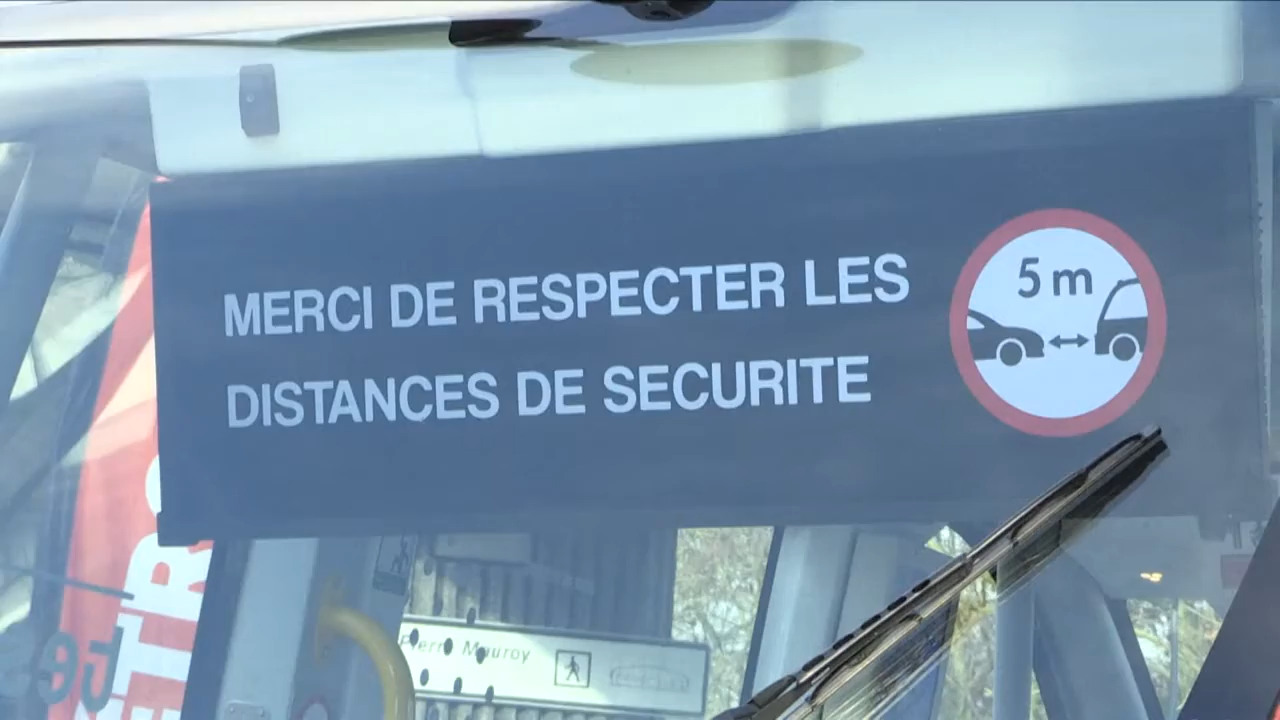 MERCI DE RESPECTER LES
DISTANCES DE SECURITE
5 m
Pierre Mauroy